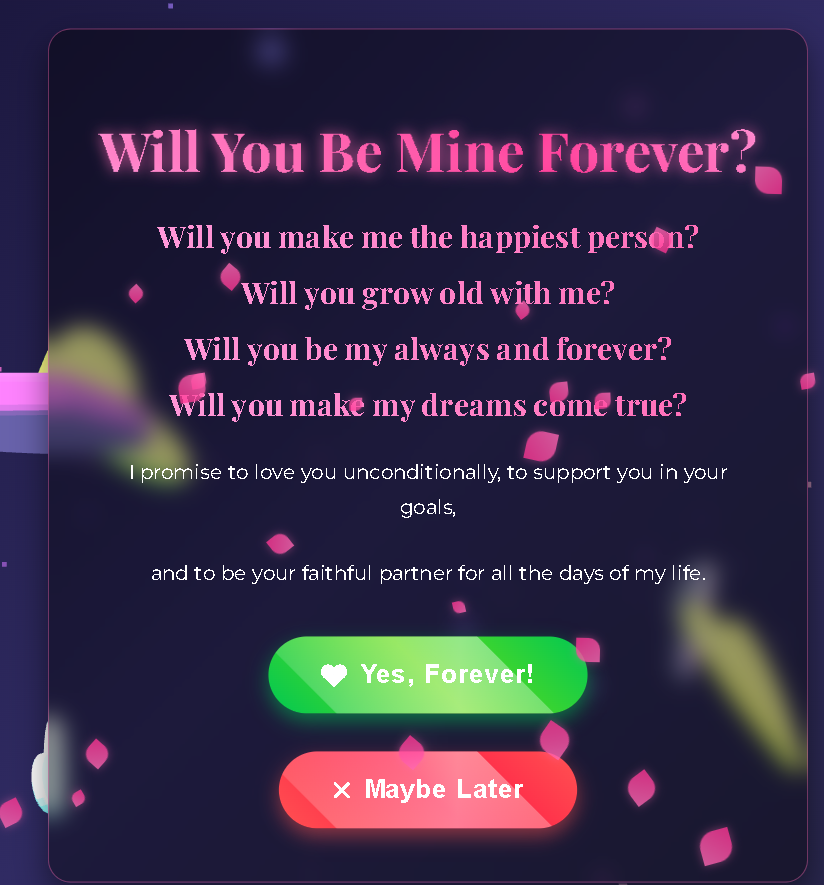 Will You Be Mine Forever?
Will you make me the happiest person?
Will you grow old with me?
Will you be my always and forever?
Will you make my dreams come true?
I promise to love you unconditionally, to support you in your
goals,
and to be your faithful partner for all the days of my life.
Yes, Forever!
Maybe Later